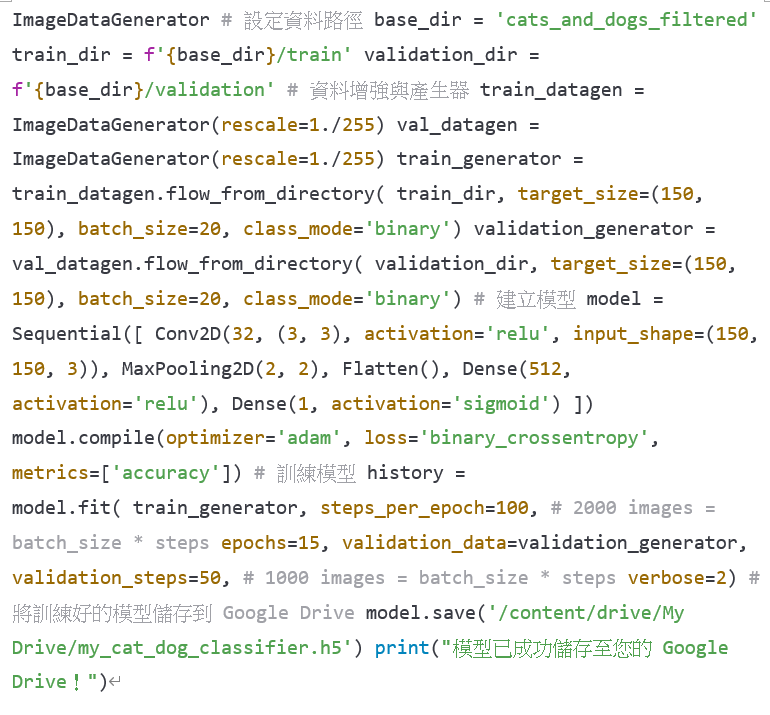 ImageDataGenerator # 設定資料路徑 base_dir = 'cats_and_dogs_filtered'
train_dir = f'{base_dir}/train' validation_dir =
f'{base_dir}/validation' # 資料增強與產生器 train_datagen =
ImageDataGenerator(rescale=1./255) val_datagen =
ImageDataGenerator(rescale=1./255) train_generator =
train_datagen.flow_from_directory( train_dir, target_size=(150,
150), batch_size=20, class_mode='binary') validation_generator =
val_datagen.flow_from_directory( validation_dir, target_size=(150,
150), batch_size=20, class_mode='binary') # 建立模型 model =
Sequential([ Conv2D(32, (3, 3), activation='relu', input_shape=(150,
150, 3)), MaxPooling2D(2, 2), Flatten(), Dense(512,
activation='relu'), Dense(1, activation='sigmoid') ])
model.compile(optimizer='adam', loss='binary_crossentropy',
metrics=['accuracy']) # 訓練模型 history =
model.fit( train_generator, steps_per_epoch=100, # 2000 images =
batch_size * steps epochs=15, validation_data=validation_generator,
validation_steps=50, # 1000 images = batch_size * steps verbose=2) #
將訓練好的模型儲存到 Google Drive model.save('/content/drive/My
Drive/my_cat_dog_classifier.h5') print("模型已成功儲存至您的 Google
Drive！")↵